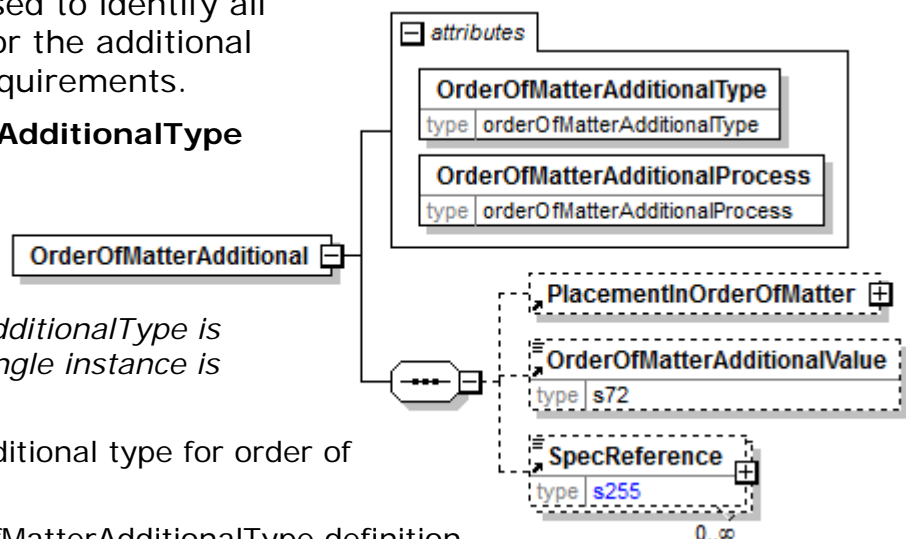 sed to identify all
or the additional
quirements.
AdditionalType
dditionalType is
ngle instance is
ditional type for order of
fMatterAdditionalType definition
attributes
OrderOfMatterAdditionalType
type orderOfMatterAdditionalType
OrderOfMatterAdditionalProcess
type orderOfMatterAdditionalProcess
OrderOfMatterAdditional
PlacementInOrderOfMatter
OrderOfMatterAdditionalValue
type s72
SpecReference
type s255
0..∞